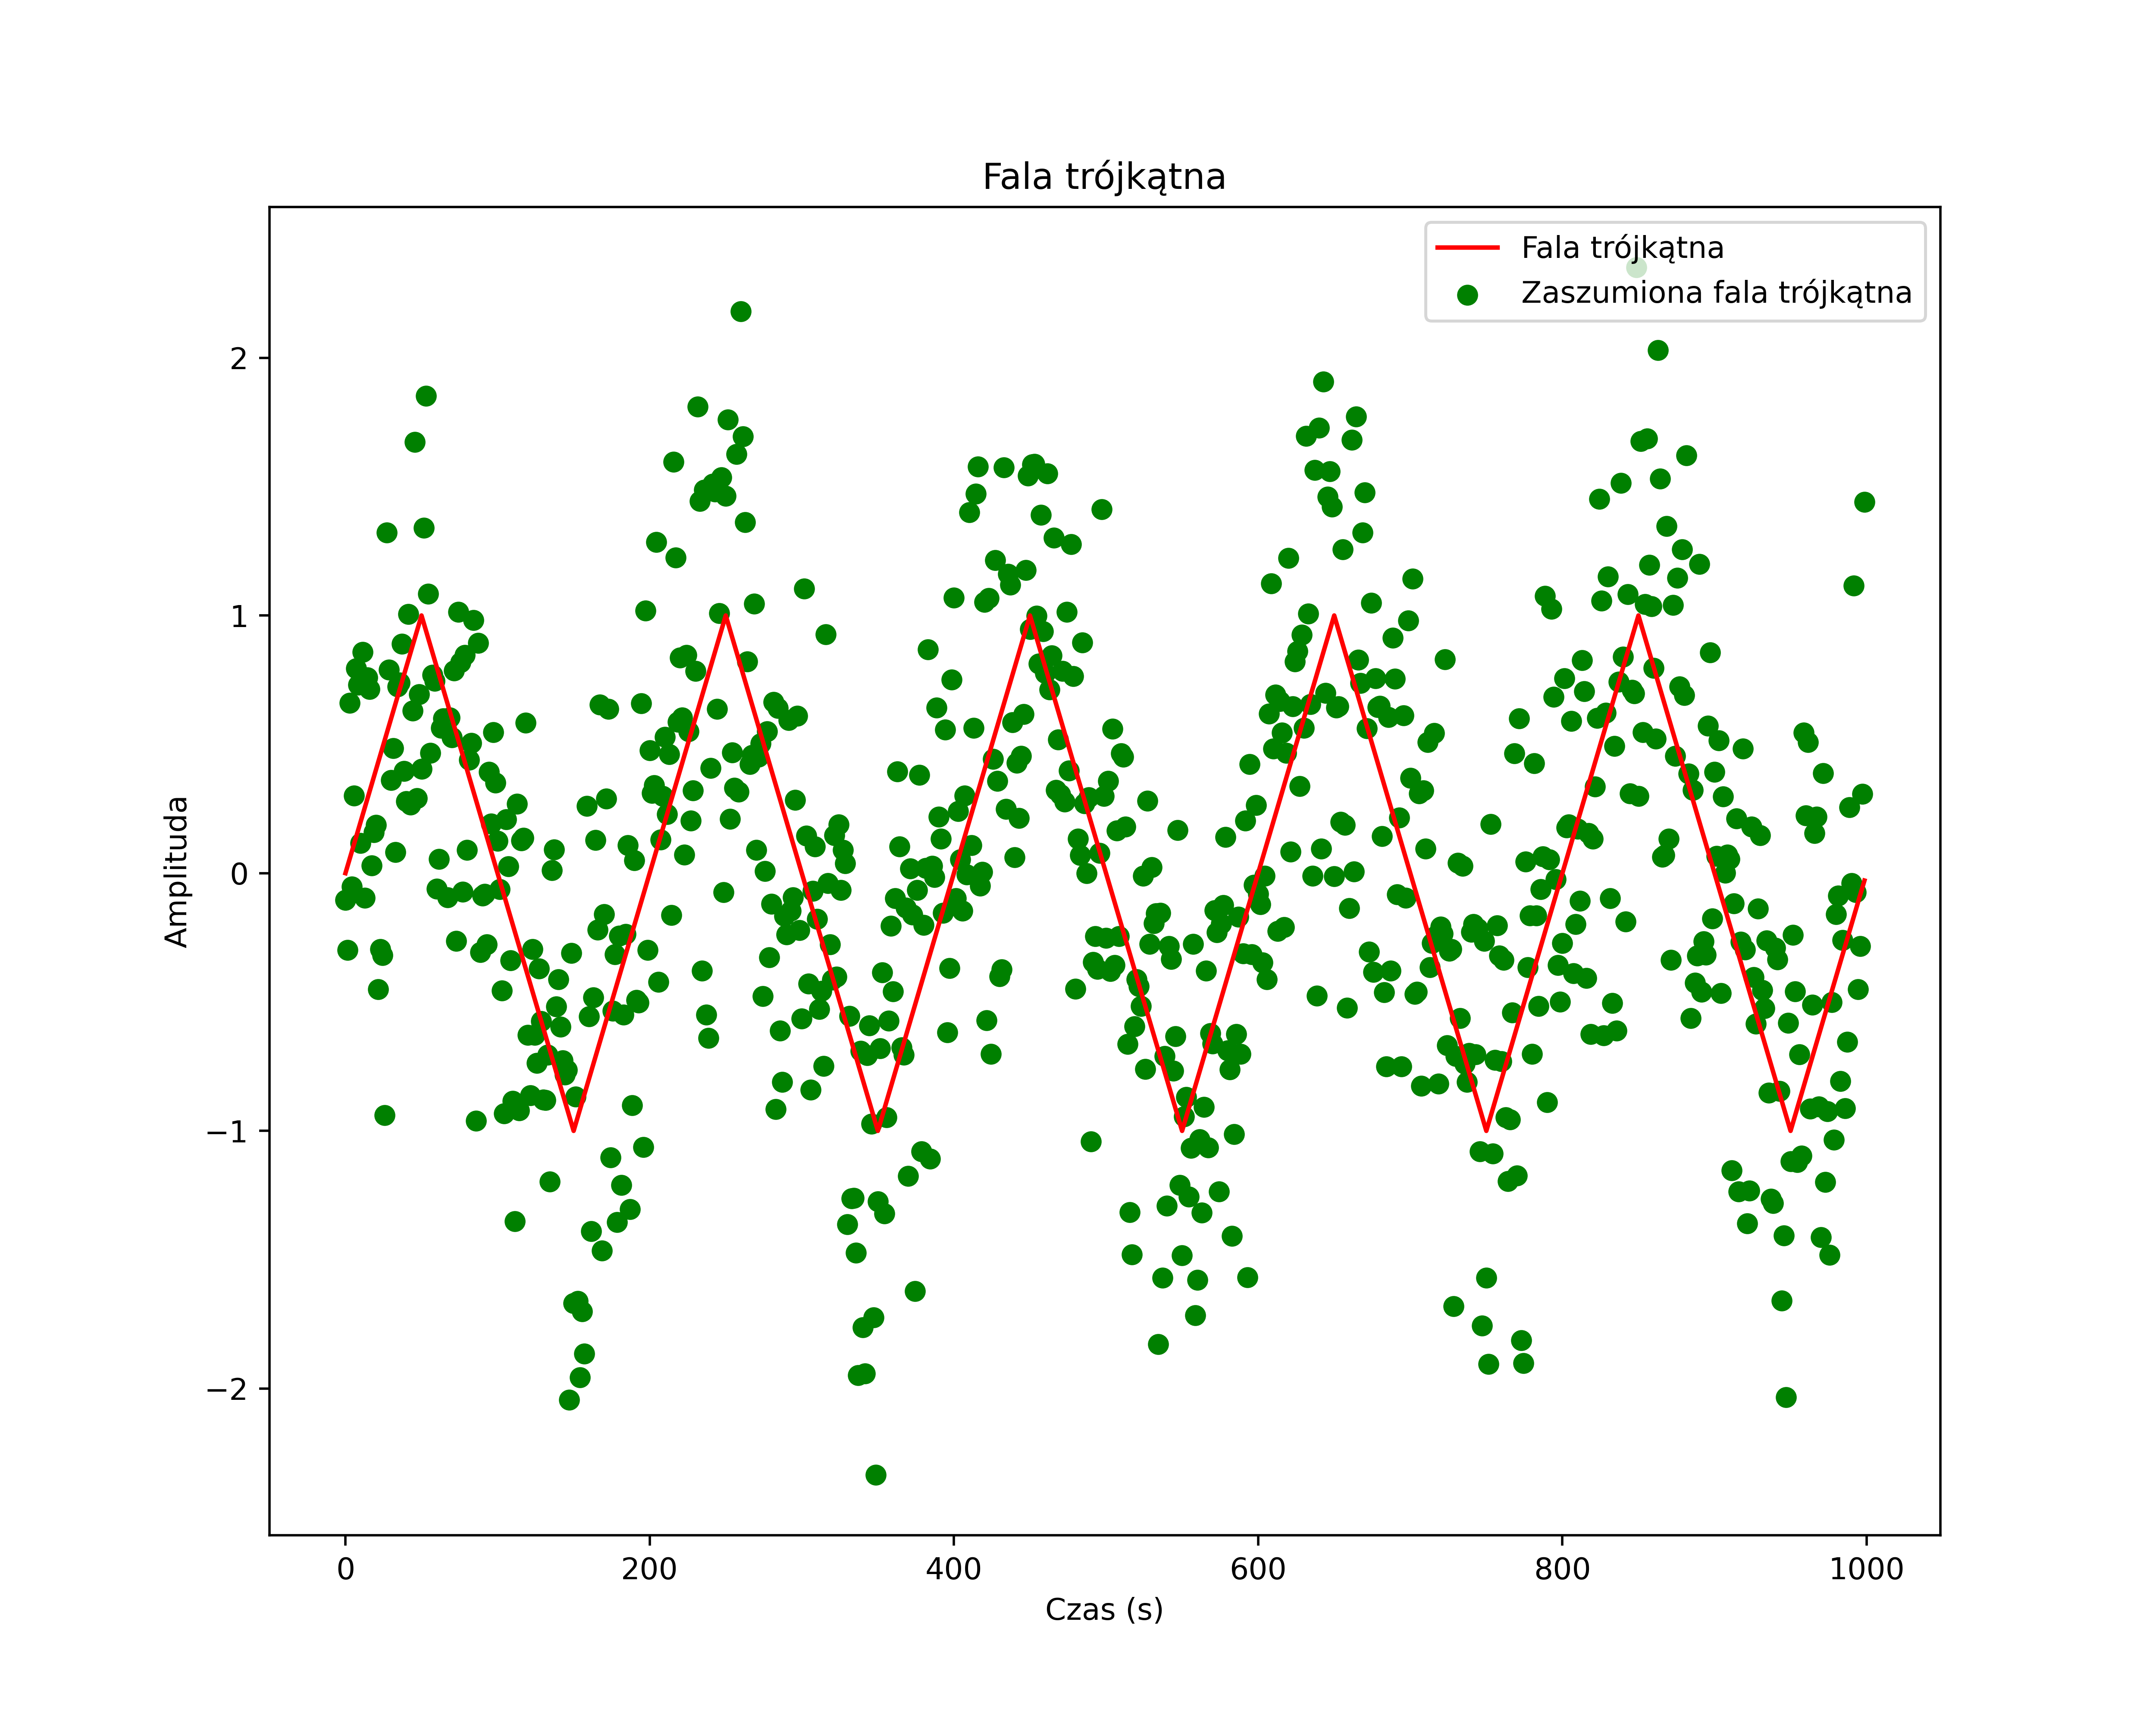 Fala trójkątna
Fala trójkątna
Zaszumiona fala trójkątna
2
1
0
−1
−2
Amplituda
0 200 400 600 800 1000
Czas (s)